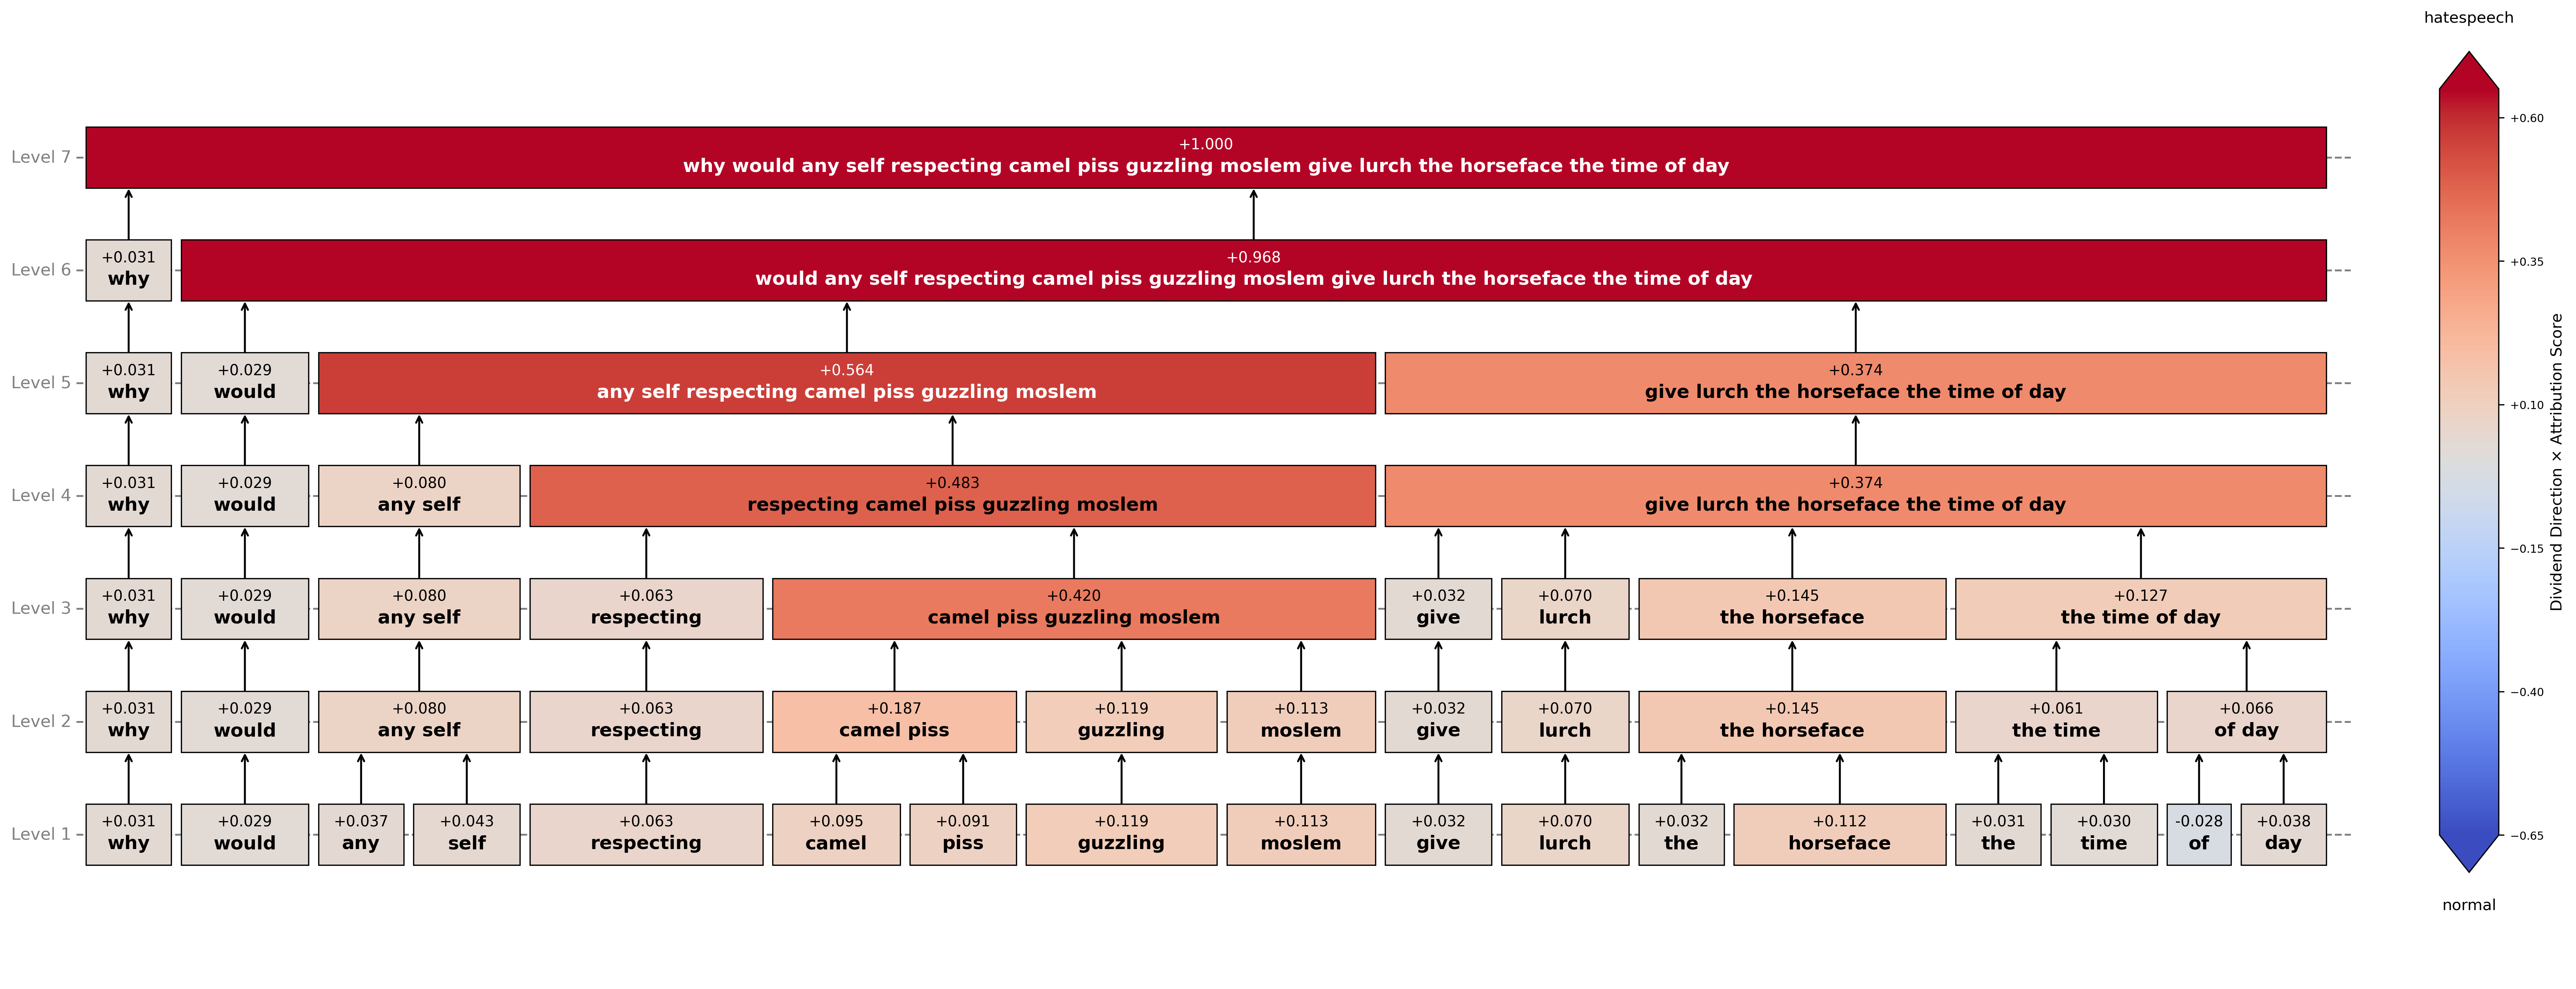 hatespeech
Level 7
+1.000
why would any self respecting camel piss guzzling moslem give lurch the horseface the time of day
Level 6
+0.031 +0.968
why would any self respecting camel piss guzzling moslem give lurch the horseface the time of day
Level 5
+0.031 +0.029 +0.564 +0.374
why would any self respecting camel piss guzzling moslem give lurch the horseface the time of day
Level 4
+0.031 +0.029 +0.080 +0.483 +0.374
why would any self respecting camel piss guzzling moslem give lurch the horseface the time of day
Level 3
+0.031 +0.029 +0.080 +0.063 +0.420 +0.032 +0.070 +0.145 +0.127
why would any self respecting camel piss guzzling moslem give lurch the horseface the time of day
Level 2
+0.031 +0.029 +0.080 +0.063 +0.187 +0.119 +0.113 +0.032 +0.070 +0.145 +0.061 +0.066
why would any self respecting camel piss guzzling moslem give lurch the horseface the time of day
Level 1
+0.031 +0.029 +0.037 +0.043 +0.063 +0.095 +0.091 +0.119 +0.113 +0.032 +0.070 +0.032 +0.112 +0.031 +0.030 -0.028 +0.038
why would any self respecting camel piss guzzling moslem give lurch the horseface the time of day
+0.60
+0.35
+0.10
−0.15
−0.40
−0.65
Dividend Direction × Attribution Score
normal